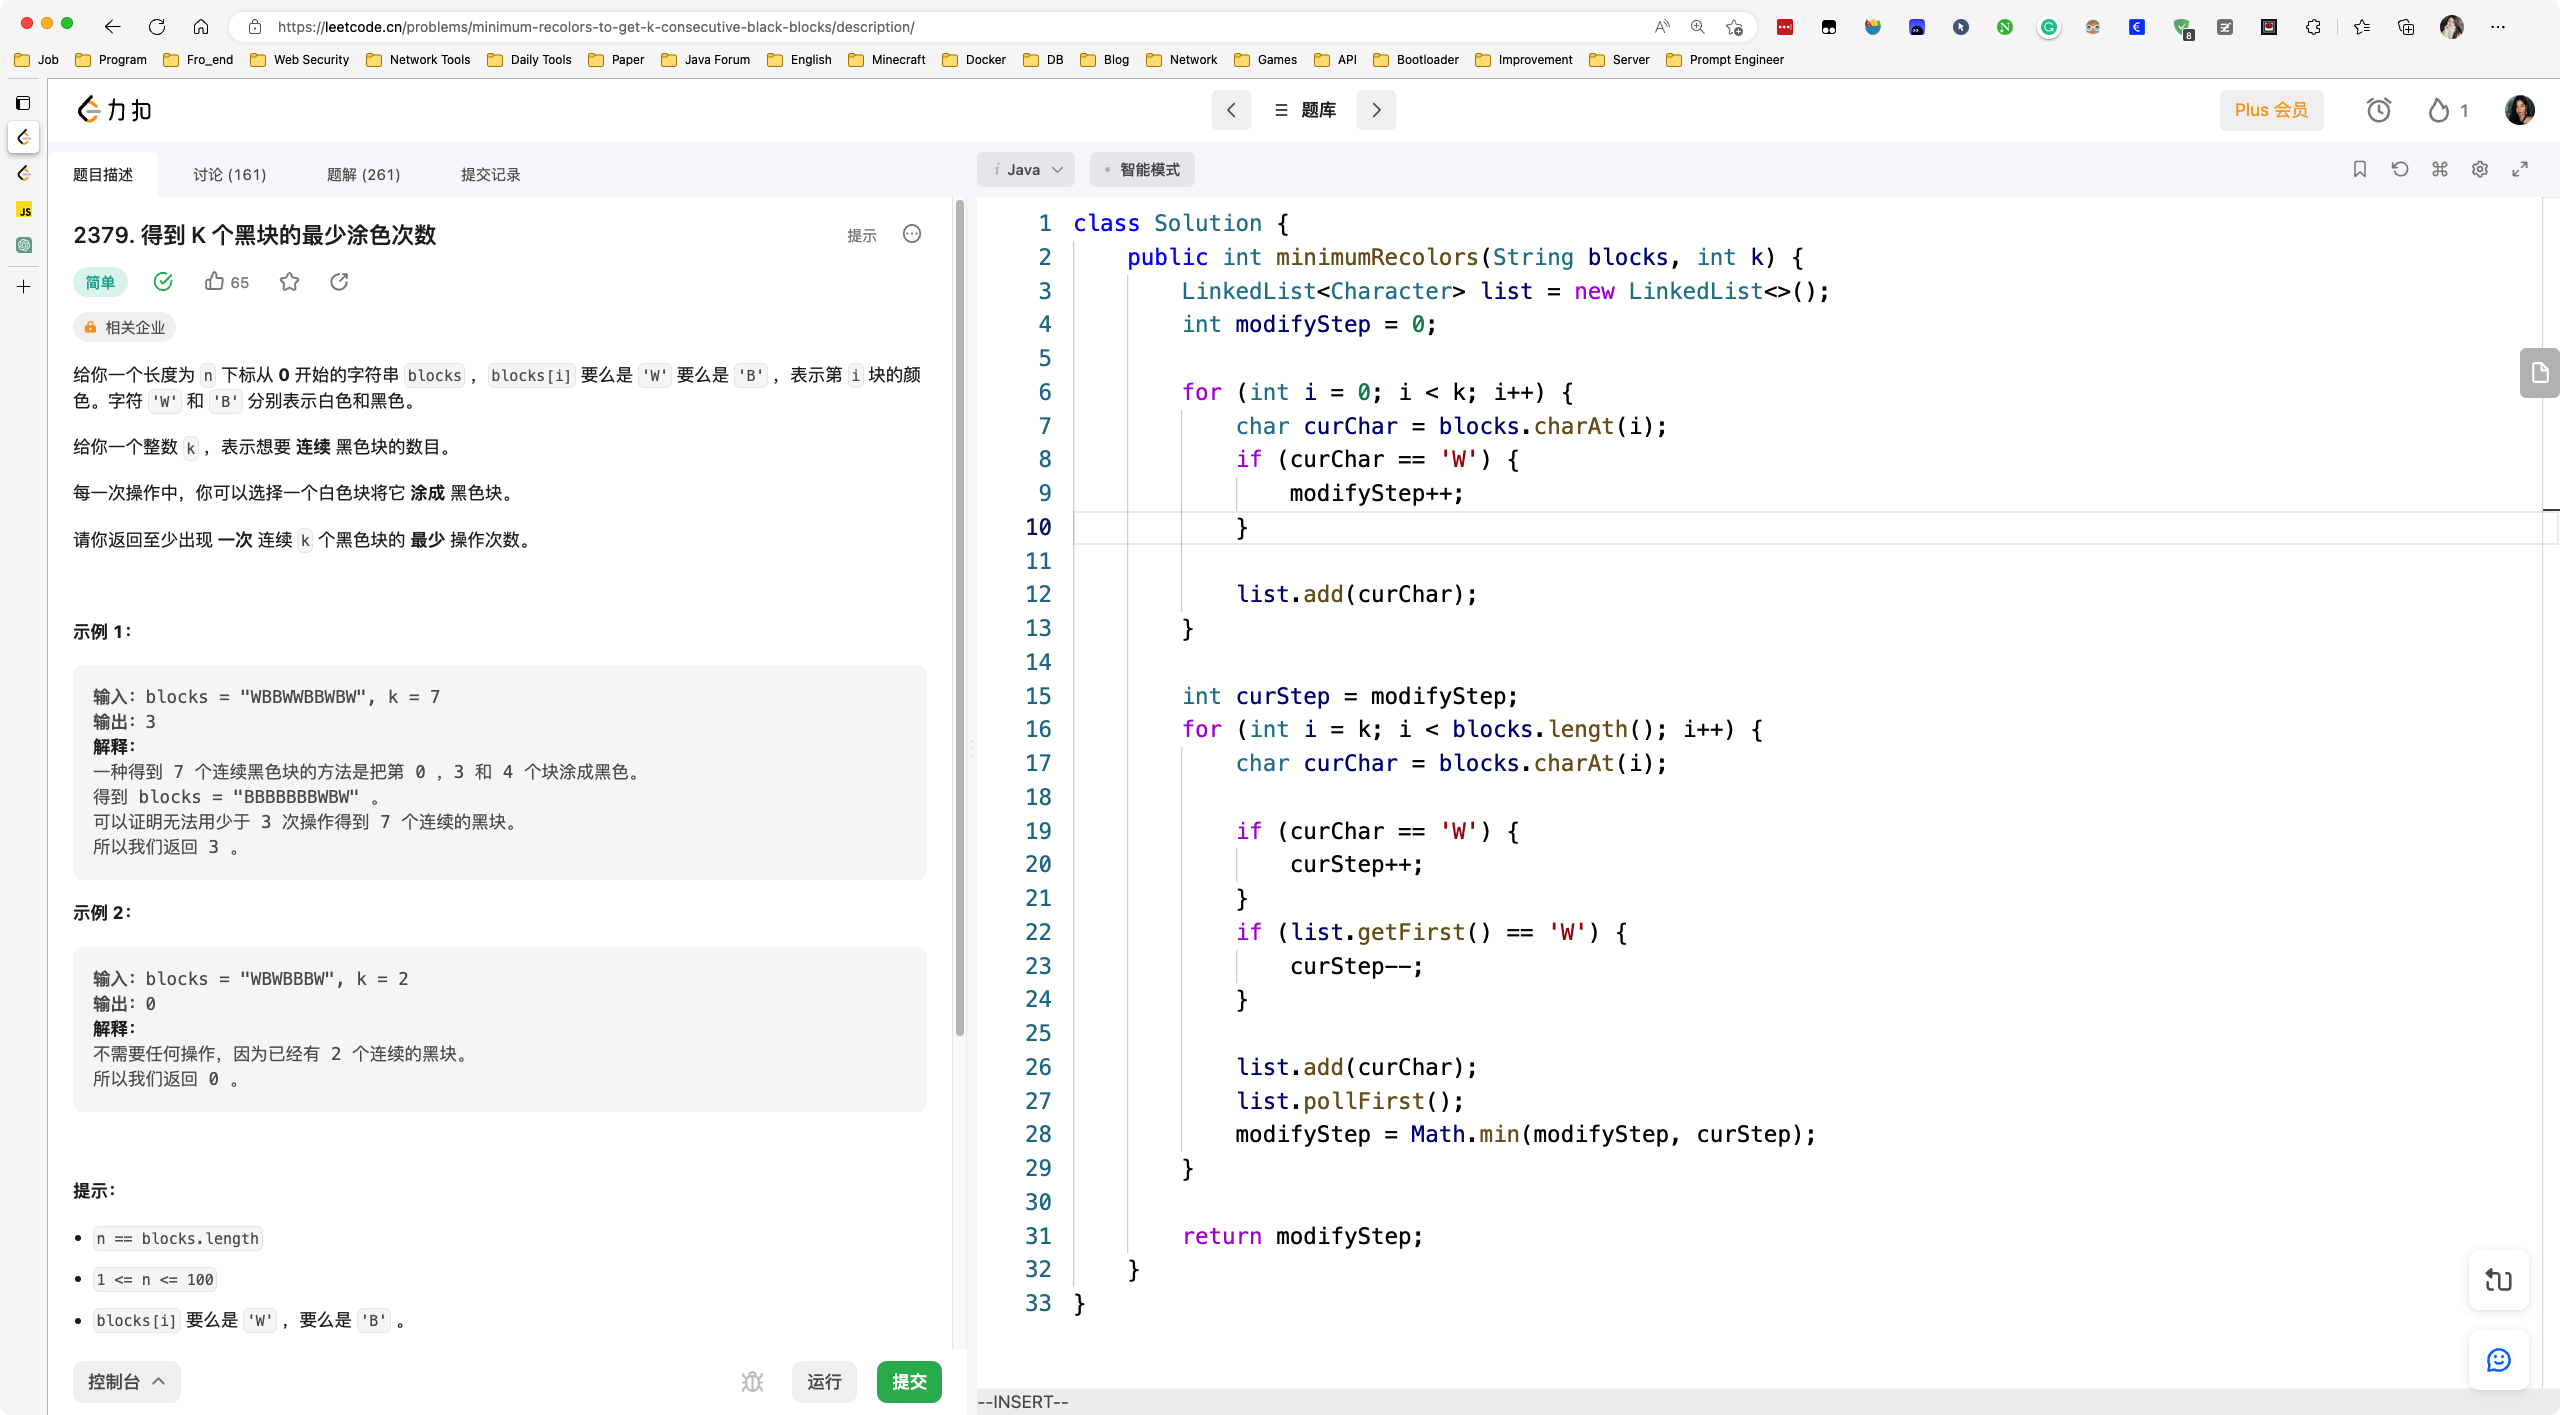 https://leetcode.cn/problems/minimum-recolors-to-get-k-consecutive-black-blocks/description/
Job Program Fro_end Web Security Network Tools Daily Tools Paper Java Forum English Minecraft Docker DB Blog Network Games API Bootloader Improvement Server Prompt Engineer
力扣
题库
Plus 会员
1
题目描述 讨论 (161) 题解 (261) 提交记录
2379. 得到 K 个黑块的最少涂色次数
提示
简单 65
相关企业
给你一个长度为 n 下标从 0 开始的字符串 blocks ，blocks[i] 要么是 'W' 要么是 'B' ，表示第 i 块的颜
色。字符 'W' 和 'B' 分别表示白色和黑色。
给你一个整数 k ，表示想要 连续 黑色块的数目。
每一次操作中，你可以选择一个白色块将它 涂成 黑色块。
请你返回至少出现 一次 连续 k 个黑色块的 最少 操作次数。
示例 1：
输入：blocks = "WBBWWBBWBW", k = 7
输出：3
解释：
一种得到 7 个连续黑色块的方法是把第 0 ，3 和 4 个块涂成黑色。
得到 blocks = "BBBBBBBWBW" 。
可以证明无法用少于 3 次操作得到 7 个连续的黑块。
所以我们返回 3 。
示例 2：
输入：blocks = "WBWBBBW", k = 2
输出：0
解释：
不需要任何操作，因为已经有 2 个连续的黑块。
所以我们返回 0 。
提示：
n == blocks.length
1 <= n <= 100
blocks[i] 要么是 'W' ，要么是 'B' 。
控制台 运行 提交
Java 智能模式
1 class Solution {
2 public int minimumRecolors(String blocks, int k) {
3 LinkedList<Character> list = new LinkedList<>();
4 int modifyStep = 0;
5
6 for (int i = 0; i < k; i++) {
7 char curChar = blocks.charAt(i);
8 if (curChar == 'W') {
9 modifyStep++;
10 }
11
12 list.add(curChar);
13 }
14
15 int curStep = modifyStep;
16 for (int i = k; i < blocks.length(); i++) {
17 char curChar = blocks.charAt(i);
18
19 if (curChar == 'W') {
20 curStep++;
21 }
22 if (list.getFirst() == 'W') {
23 curStep--;
24 }
25
26 list.add(curChar);
27 list.pollFirst();
28 modifyStep = Math.min(modifyStep, curStep);
29 }
30
31 return modifyStep;
32 }
33 }
--INSERT--